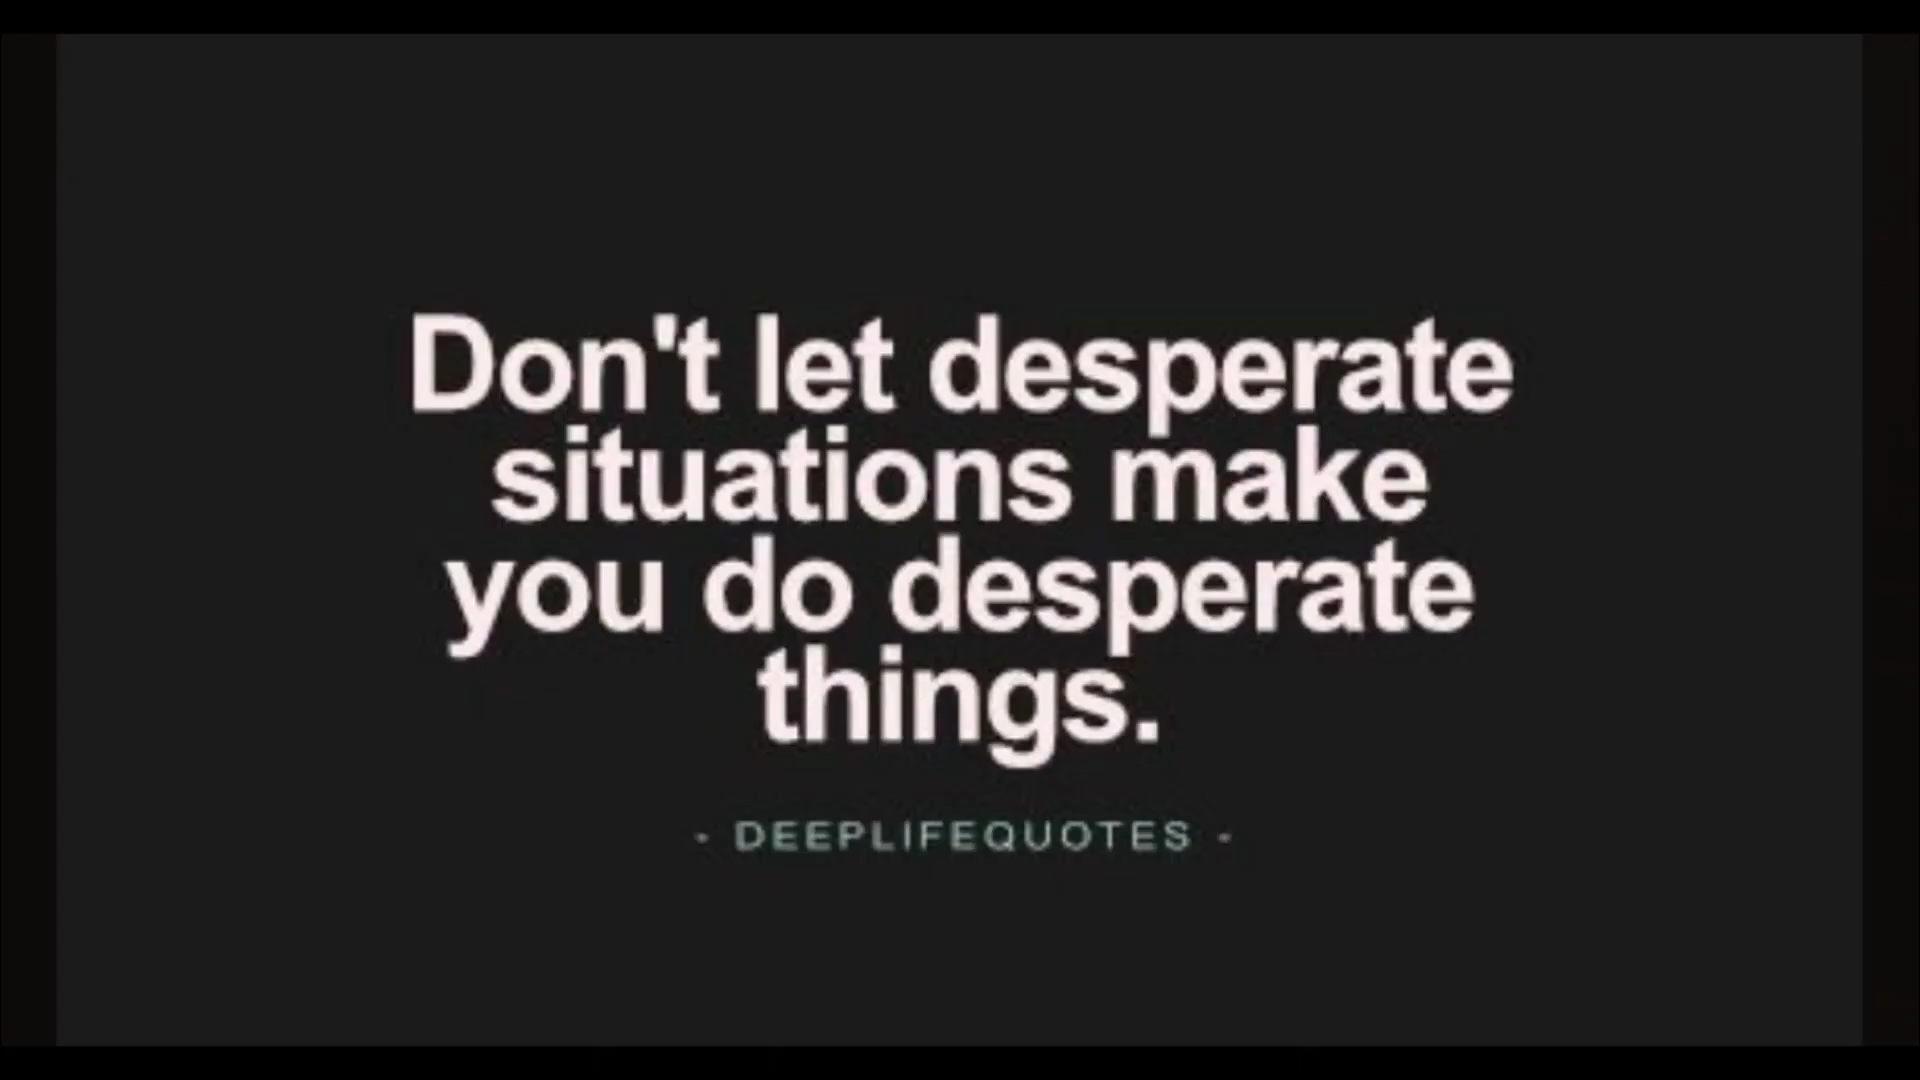 Don't let desperate
situations make
you do desperate
things.
- DEEPLIFEQUOTES -